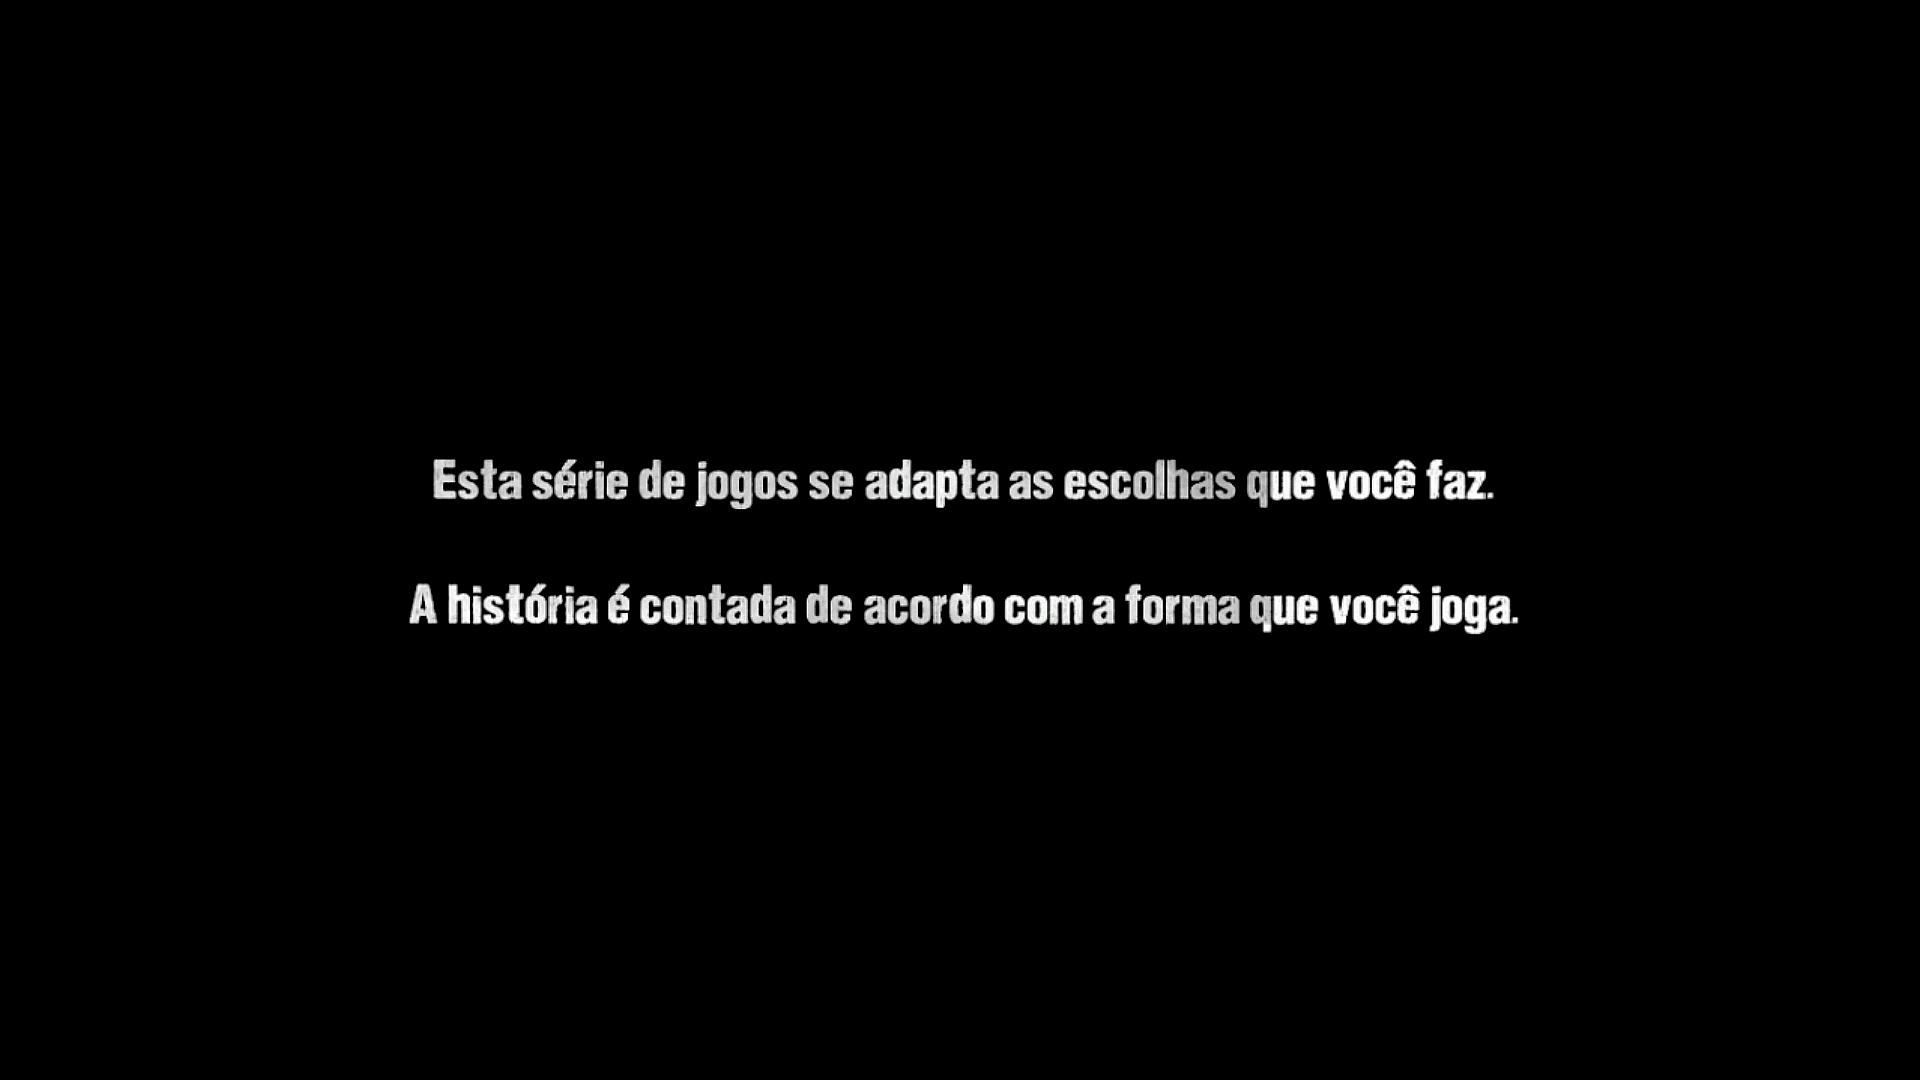 Esta série de jogos se adapta as escolhas que você faz.
A história é contada de acordo com a forma que você joga.